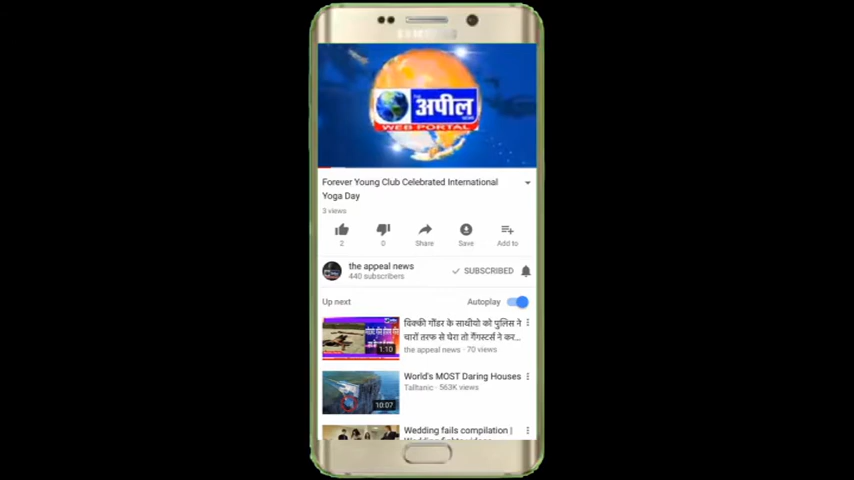 SAMSUNG
अपील
WEB PORTAL
Forever Young Club Celebrated International
Yoga Day
3 views
2
0
Share
Save
Add to
the appeal news
440 subscribers
SUBSCRIBED
Up next
Autoplay
विक्की गौंडर के साथीयो को पुलिस ने
चारों तरफ से घेरा तो गैंगस्टर्स ने कर...
the appeal news · 70 views
1:10
World's MOST Daring Houses
Talltanic · 563K views
10:07
Wedding fails compilation |